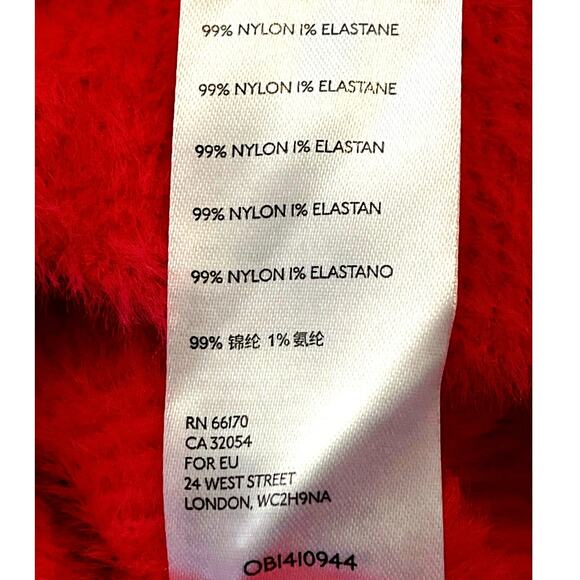 99% NYLON 1% ELASTANE
99% NYLON 1% ELASTANE
99% NYLON 1% ELASTAN
99% NYLON 1% ELASTAN
99% NYLON 1% ELASTANO
99% 锦纶 1% 氨纶
RN 66170
CA 32054
FOR EU
24 WEST STREET
LONDON, WC2H9NA
OB1410944